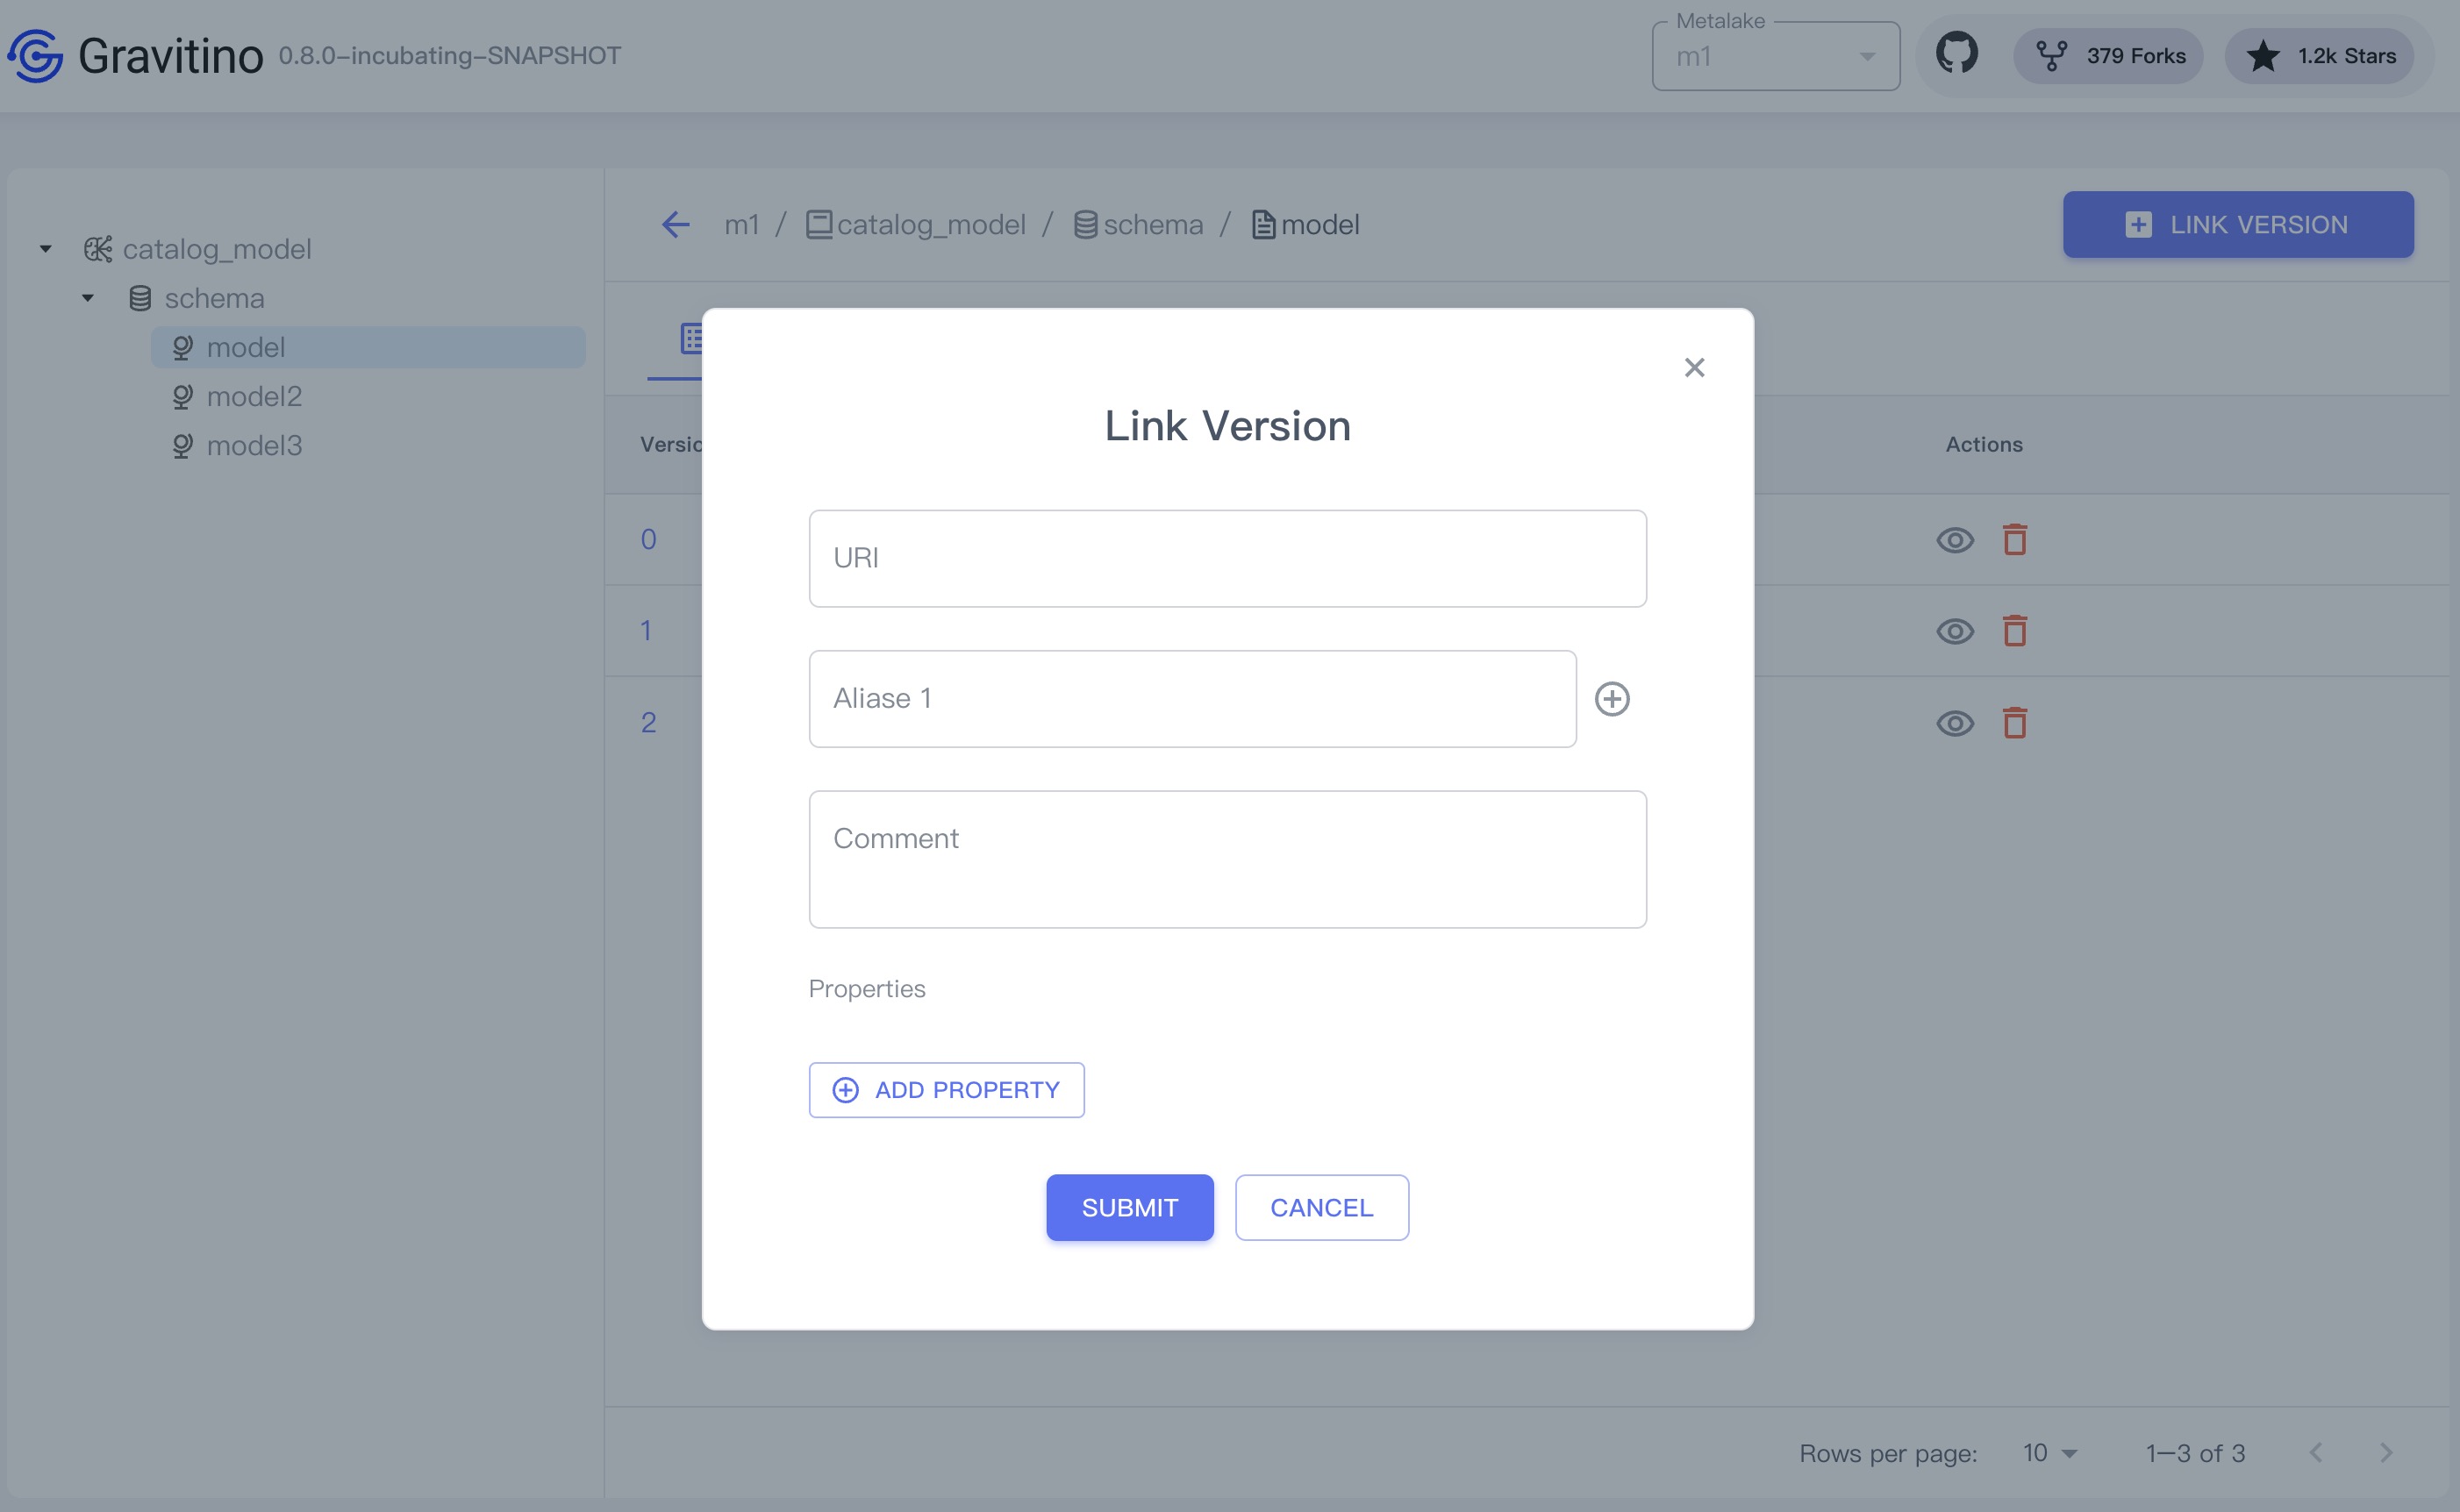 Gravitino 0.8.0-incubating-SNAPSHOT
Metalake
m1
379 Forks
1.2k Stars
catalog_model
schema
model
model2
model3
m1 / catalog_model / schema / model
LINK VERSION
Versio
Actions
0
1
2
Link Version
URI
Aliase 1
Comment
Properties
ADD PROPERTY
SUBMIT
CANCEL
Rows per page: 10 1–3 of 3